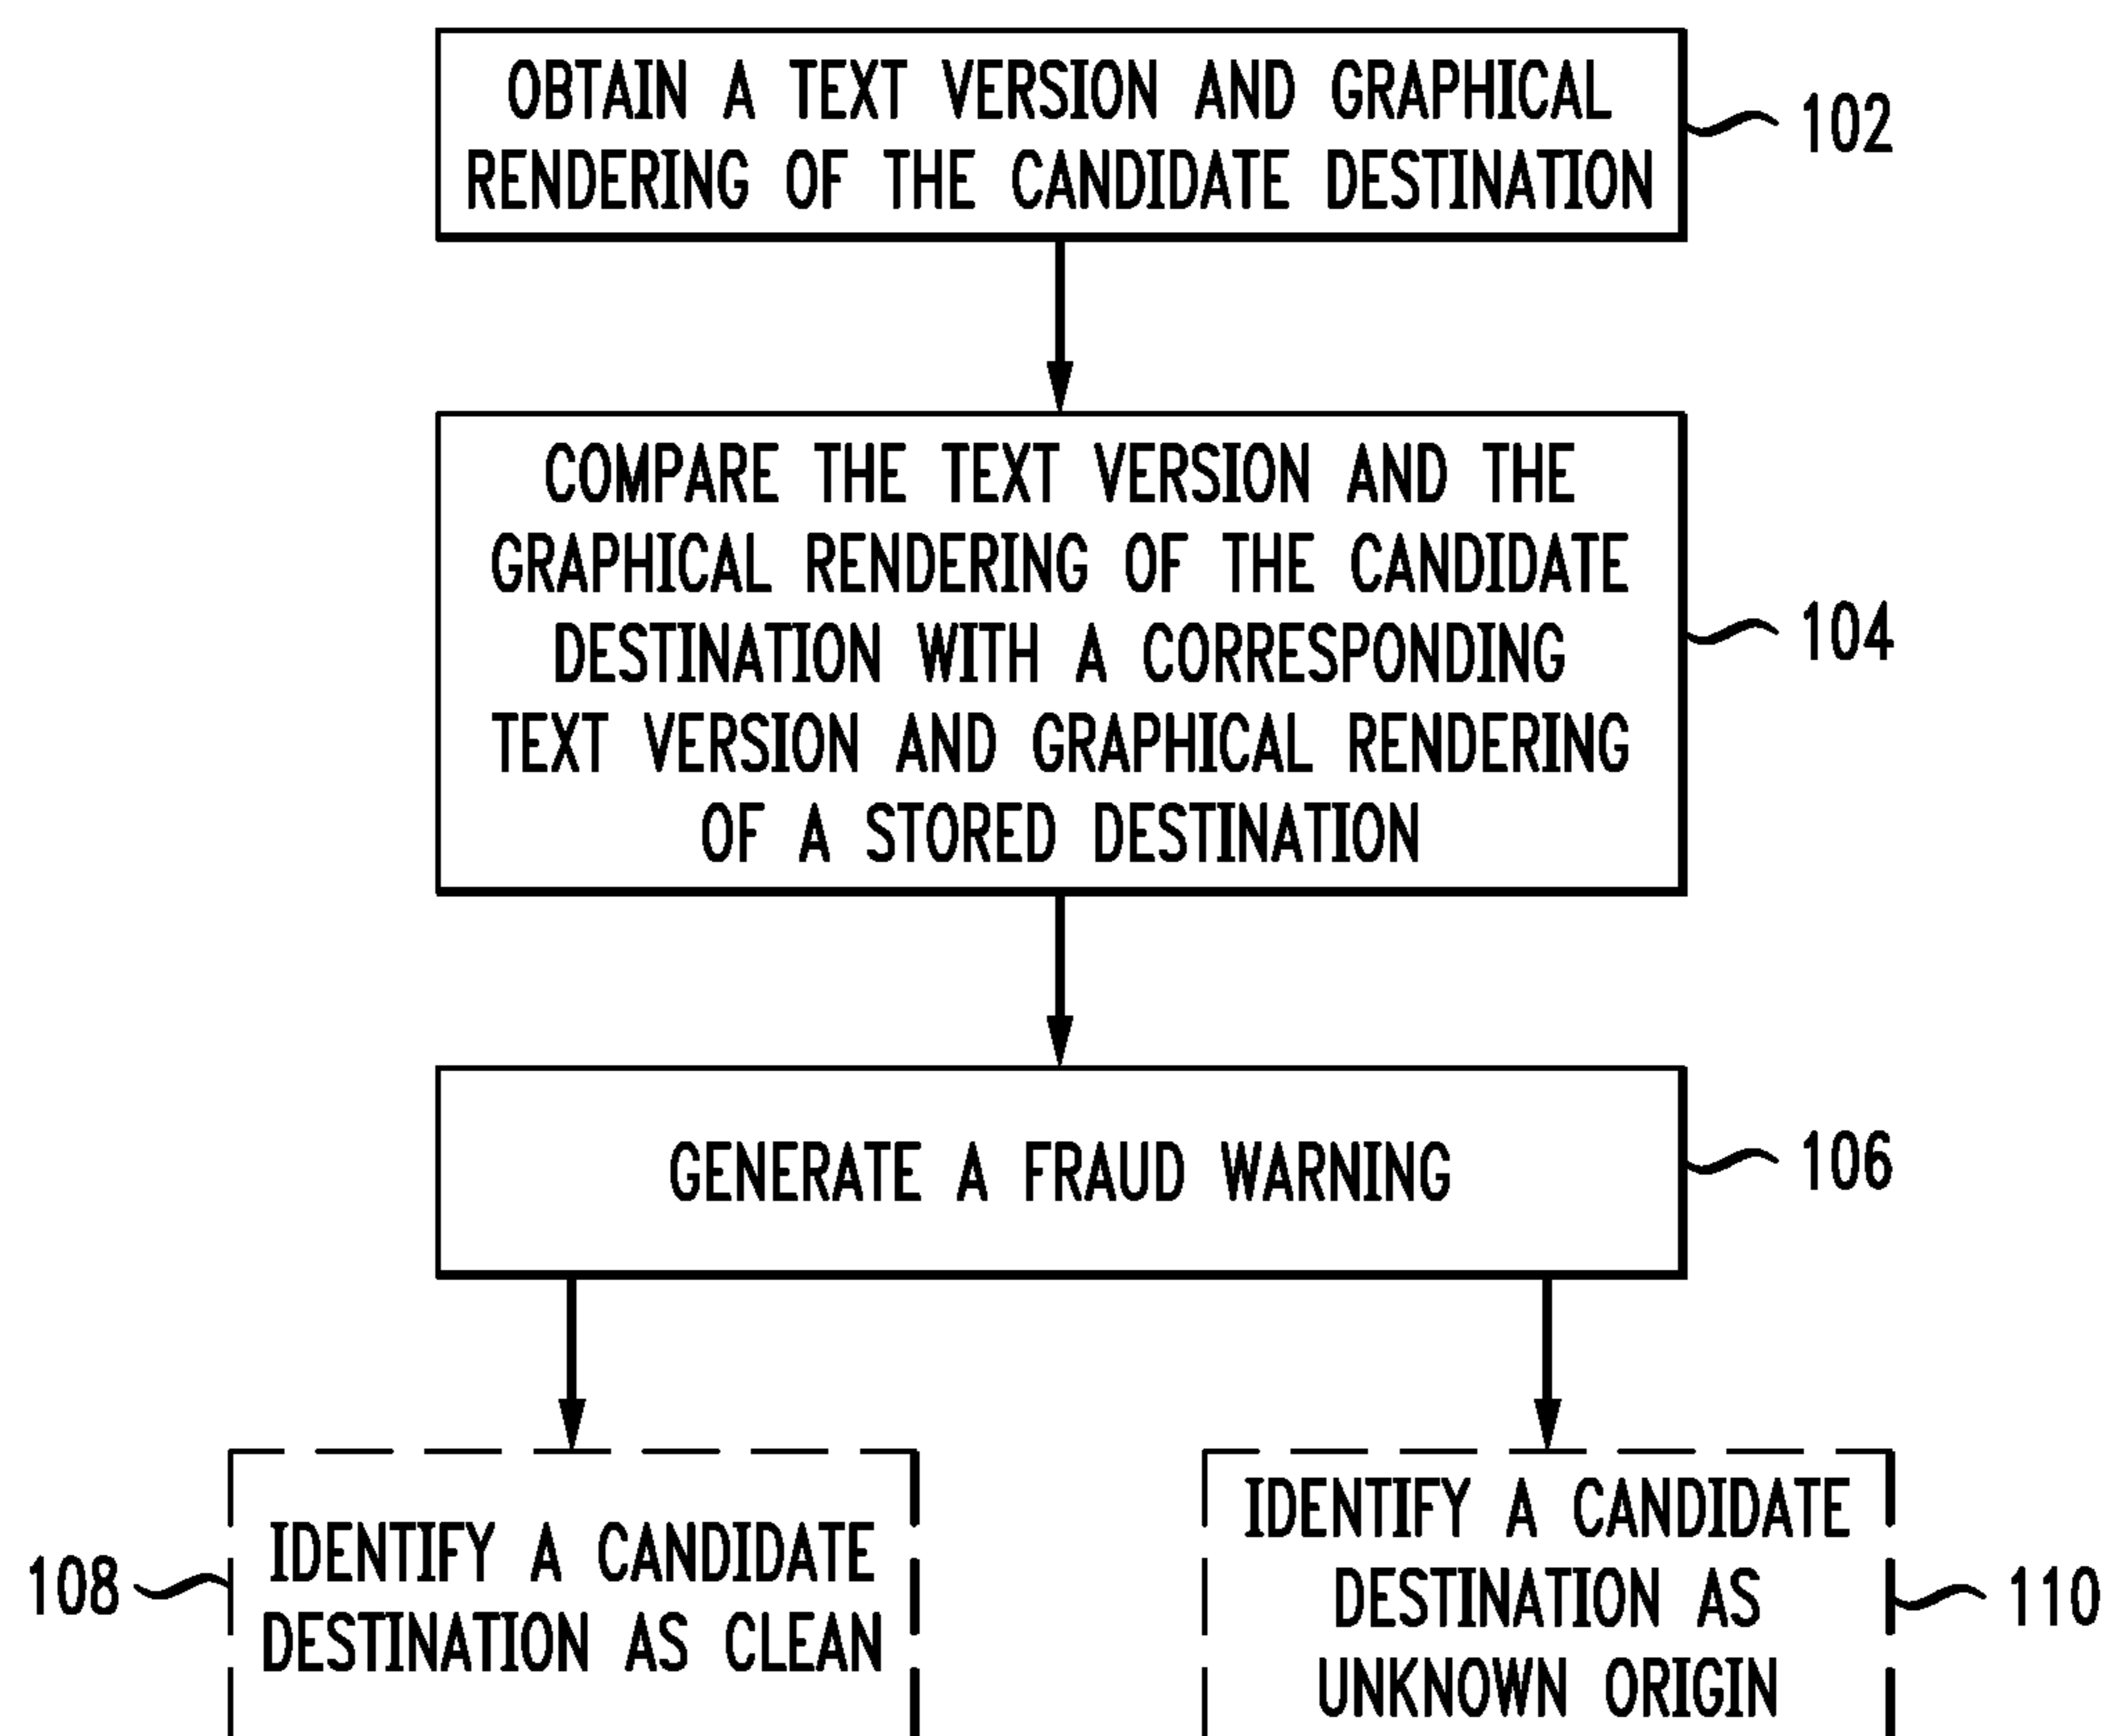 OBTAIN A TEXT VERSION AND GRAPHICAL
RENDERING OF THE CANDIDATE DESTINATION
102
COMPARE THE TEXT VERSION AND THE
GRAPHICAL RENDERING OF THE CANDIDATE
DESTINATION WITH A CORRESPONDING
TEXT VERSION AND GRAPHICAL RENDERING
OF A STORED DESTINATION
104
GENERATE A FRAUD WARNING
106
108
IDENTIFY A CANDIDATE
DESTINATION AS CLEAN
IDENTIFY A CANDIDATE
DESTINATION AS
UNKNOWN ORIGIN
110